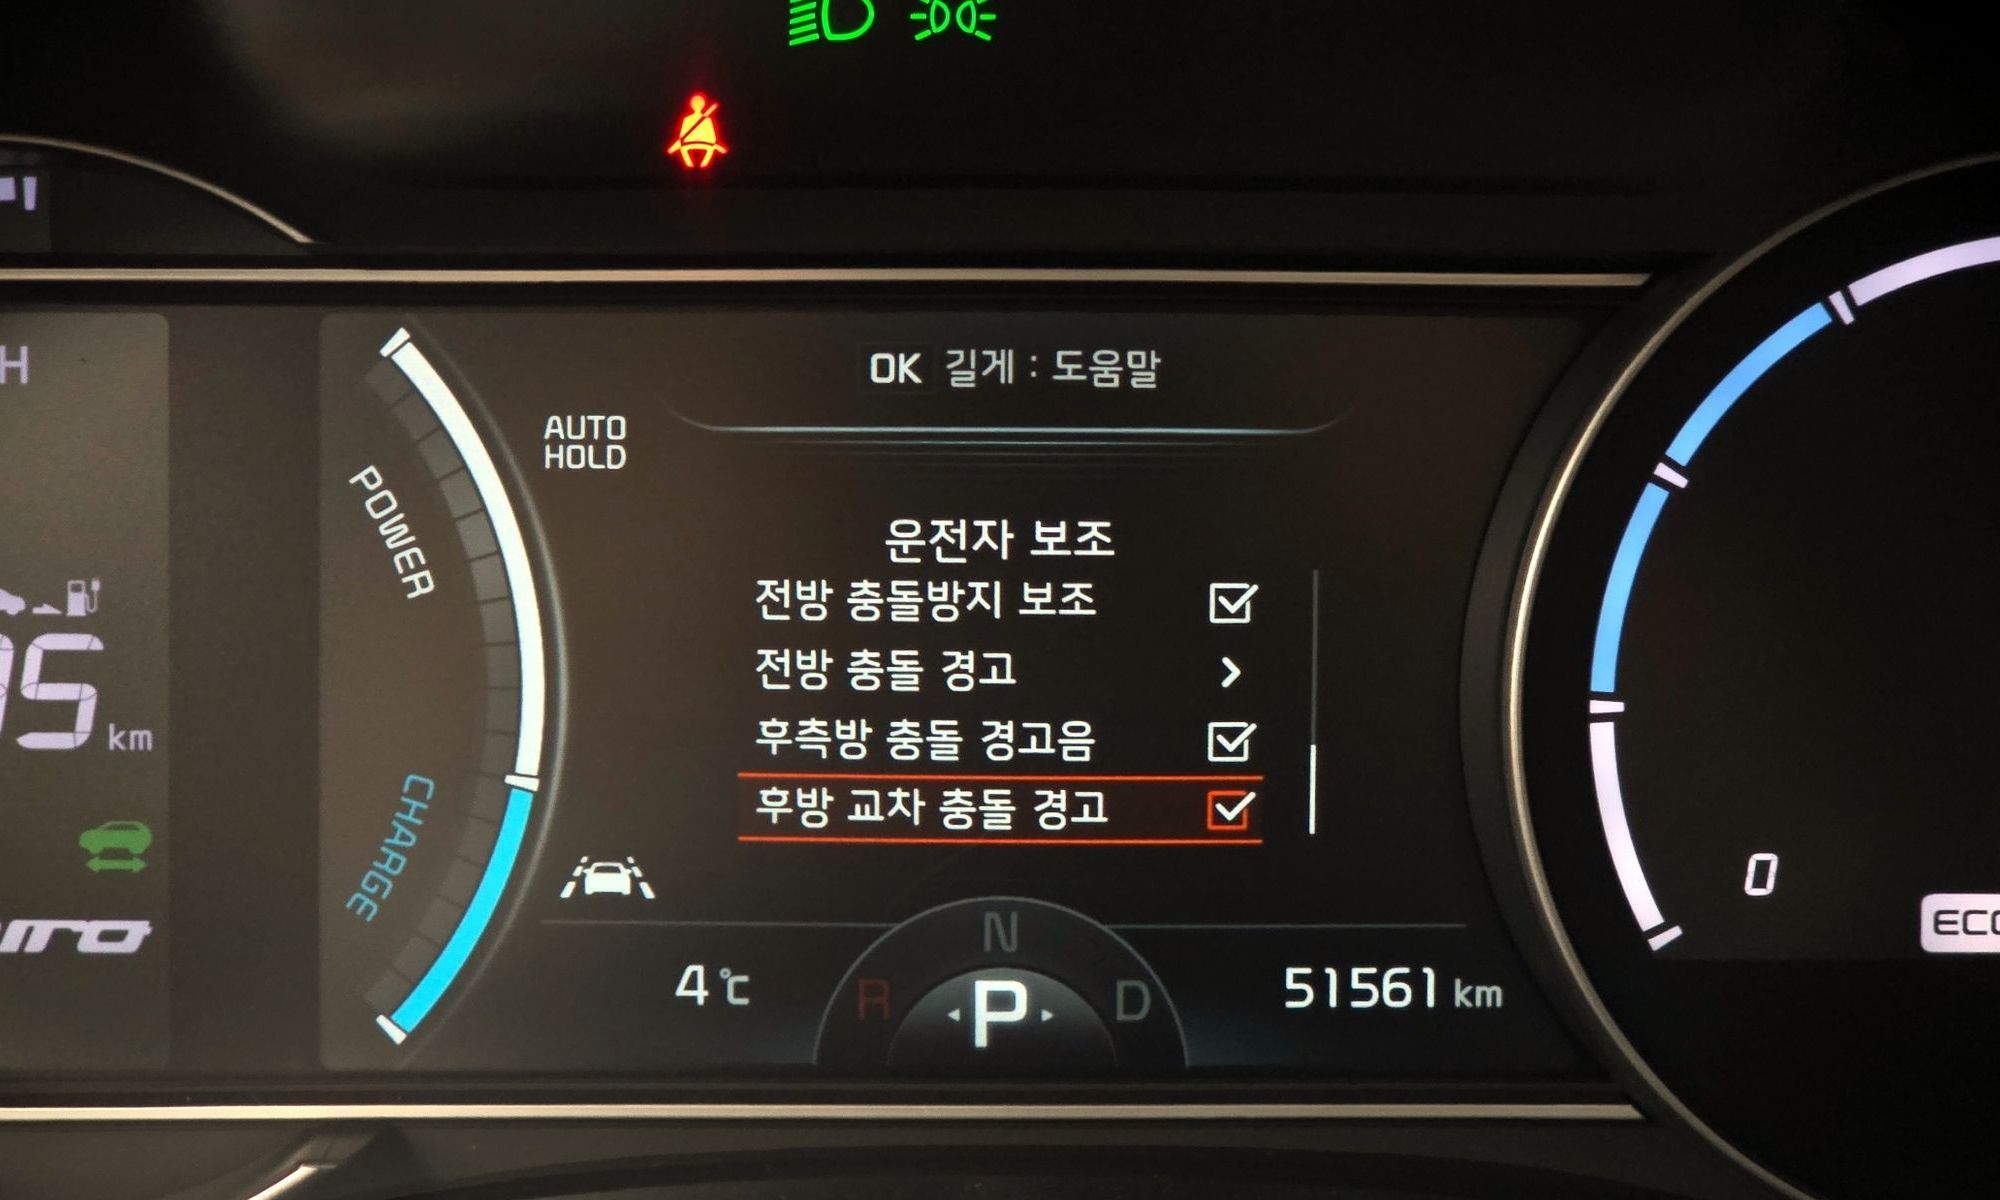 H
OK 길게 : 도움말
AUTO
HOLD
POWER
운전자 보조
전방 충돌방지 보조
전방 충돌 경고
후측방 충돌 경고음
후방 교차 충돌 경고
km
CHARGE
0
ECO
N
4℃
R
P
D
51561 km